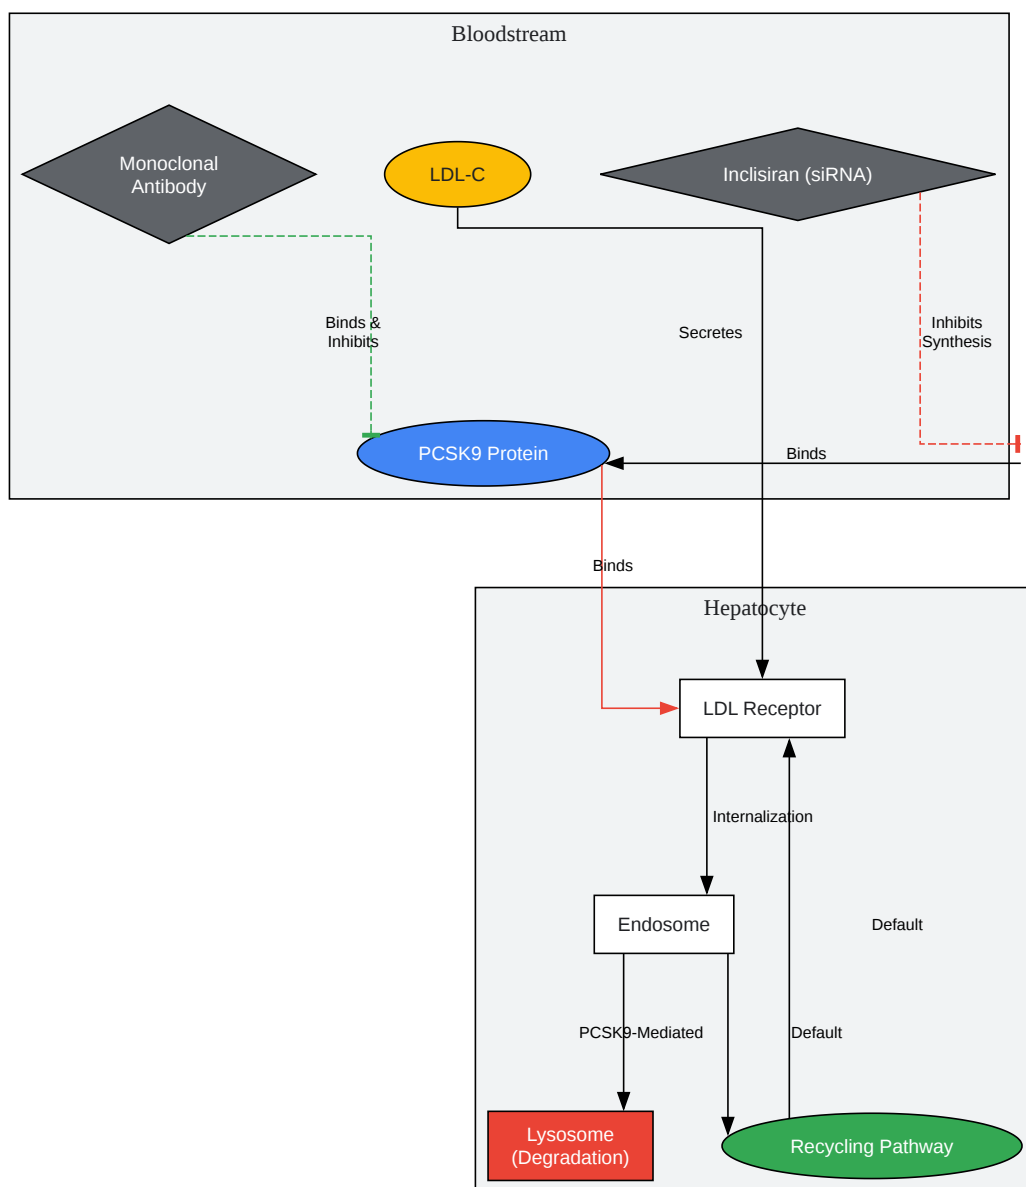 Bloodstream
Monoclonal
Antibody
LDL-C
Inclisiran (siRNA)
Binds &
Inhibits
Secretes
Inhibits
Synthesis
PCSK9 Protein
Binds
Binds
Hepatocyte
LDL Receptor
Internalization
Endosome
Default
PCSK9-Mediated
Default
Lysosome
(Degradation)
Recycling Pathway